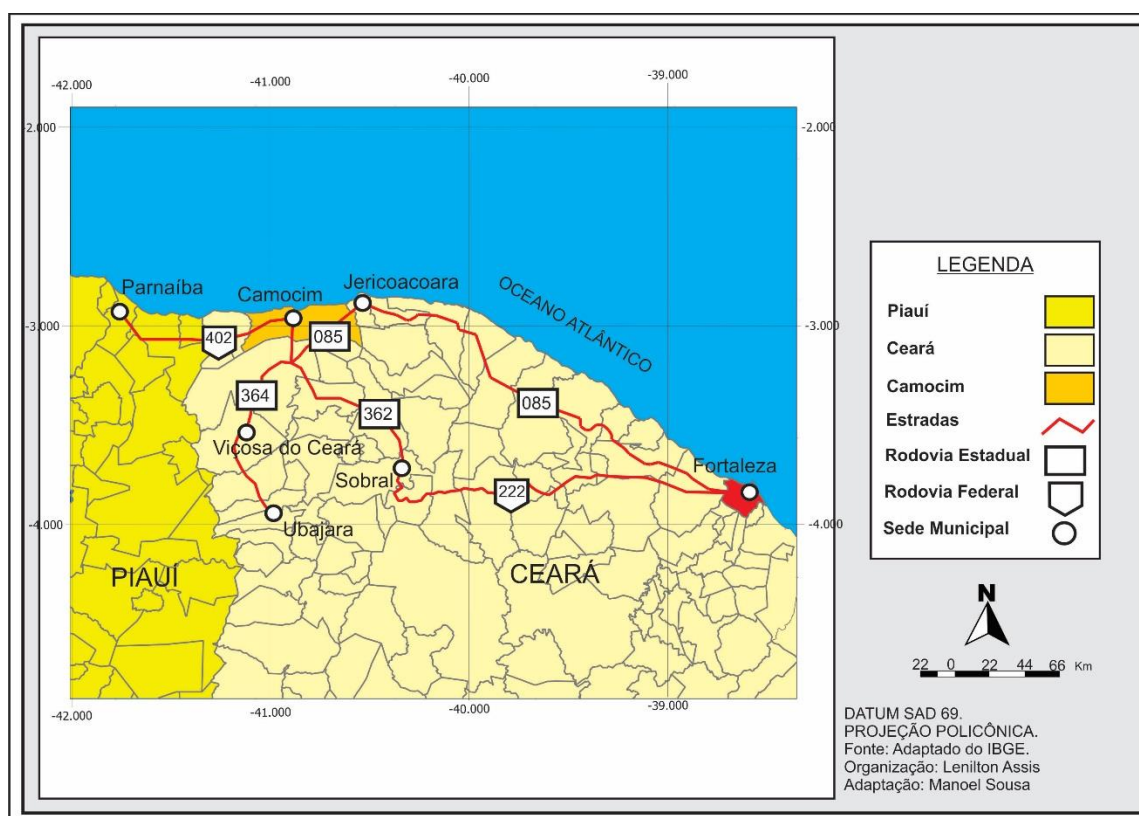 -42.000
-41.000
-40.000
-39.000
-2.000
-2.000
Parnaíba
Camocim
Jericoacoara
OCEANO ATLÂNTICO
-3.000
-3.000
402
085
364
362
085
Viçosa do Ceará
Sobral
Fortaleza
222
-4.000
-4.000
Ubajara
PIAUÍ
CEARÁ
-42.000
-41.000
-40.000
-39.000
LEGENDA
Piauí
Ceará
Camocim
Estradas
Rodovia Estadual
Rodovia Federal
Sede Municipal
N
22 0 22 44 66 Km
DATUM SAD 69.
PROJEÇÃO POLICÔNICA.
Fonte: Adaptado do IBGE.
Organização: Lenilton Assis
Adaptação: Manoel Sousa